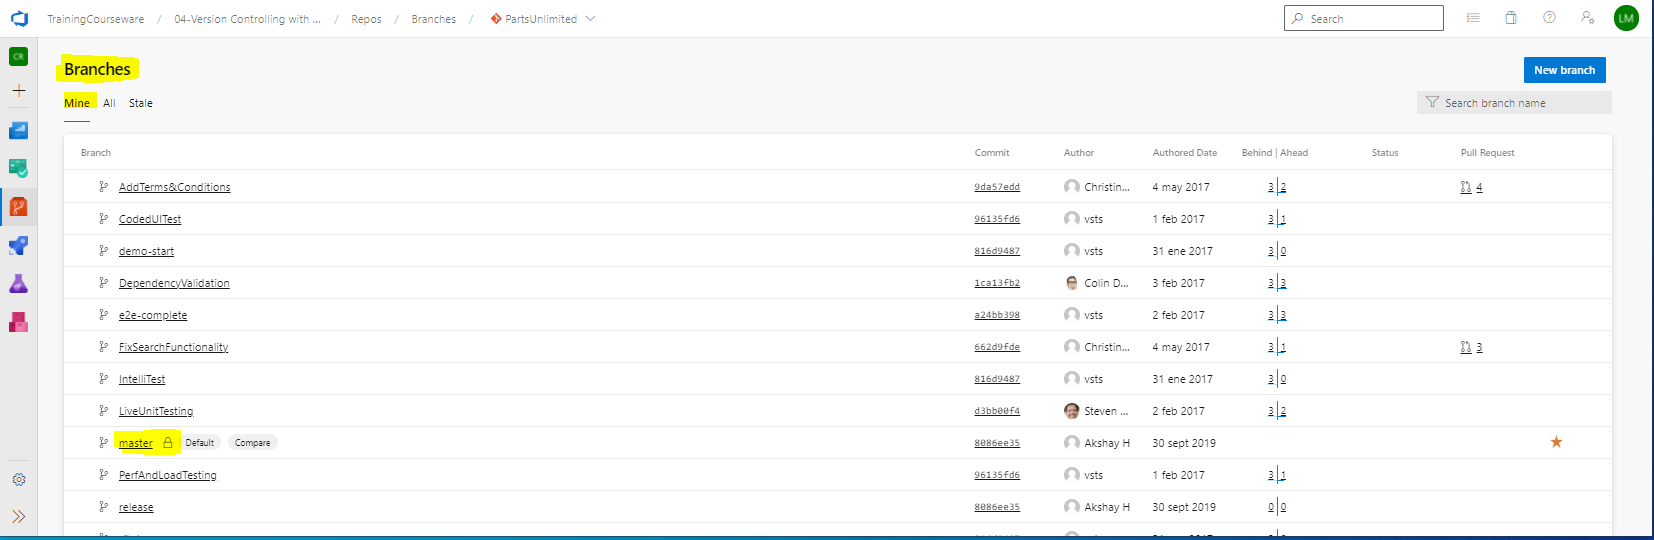 TrainingCourseware / 04-Version Controlling with ... / Repos / Branches / PartsUnlimited Search LM
CR
Branches New branch
Mine All Stale Search branch name
Branch Commit Author Authored Date Behind | Ahead Status Pull Request
AddTerms&Conditions 9da57edd Christin... 4 may 2017 3 2 4
CodedUITest 96135fd6 vsts 1 feb 2017 3 1
demo-start 816d9487 vsts 31 ene 2017 3 0
DependencyValidation 1ca13fb2 Colin D... 3 feb 2017 3 3
e2e-complete a24bb398 vsts 2 feb 2017 3 3
FixSearchFunctionality 662d9fde Christin... 4 may 2017 3 1 3
IntelliTest 816d9487 vsts 31 ene 2017 3 0
LiveUnitTesting d3bb00f4 Steven ... 2 feb 2017 3 2
master Default Compare 8086ee35 Akshay H 30 sept 2019
PerfAndLoadTesting 96135fd6 vsts 1 feb 2017 3 1
release 8086ee35 Akshay H 30 sept 2019 0 0